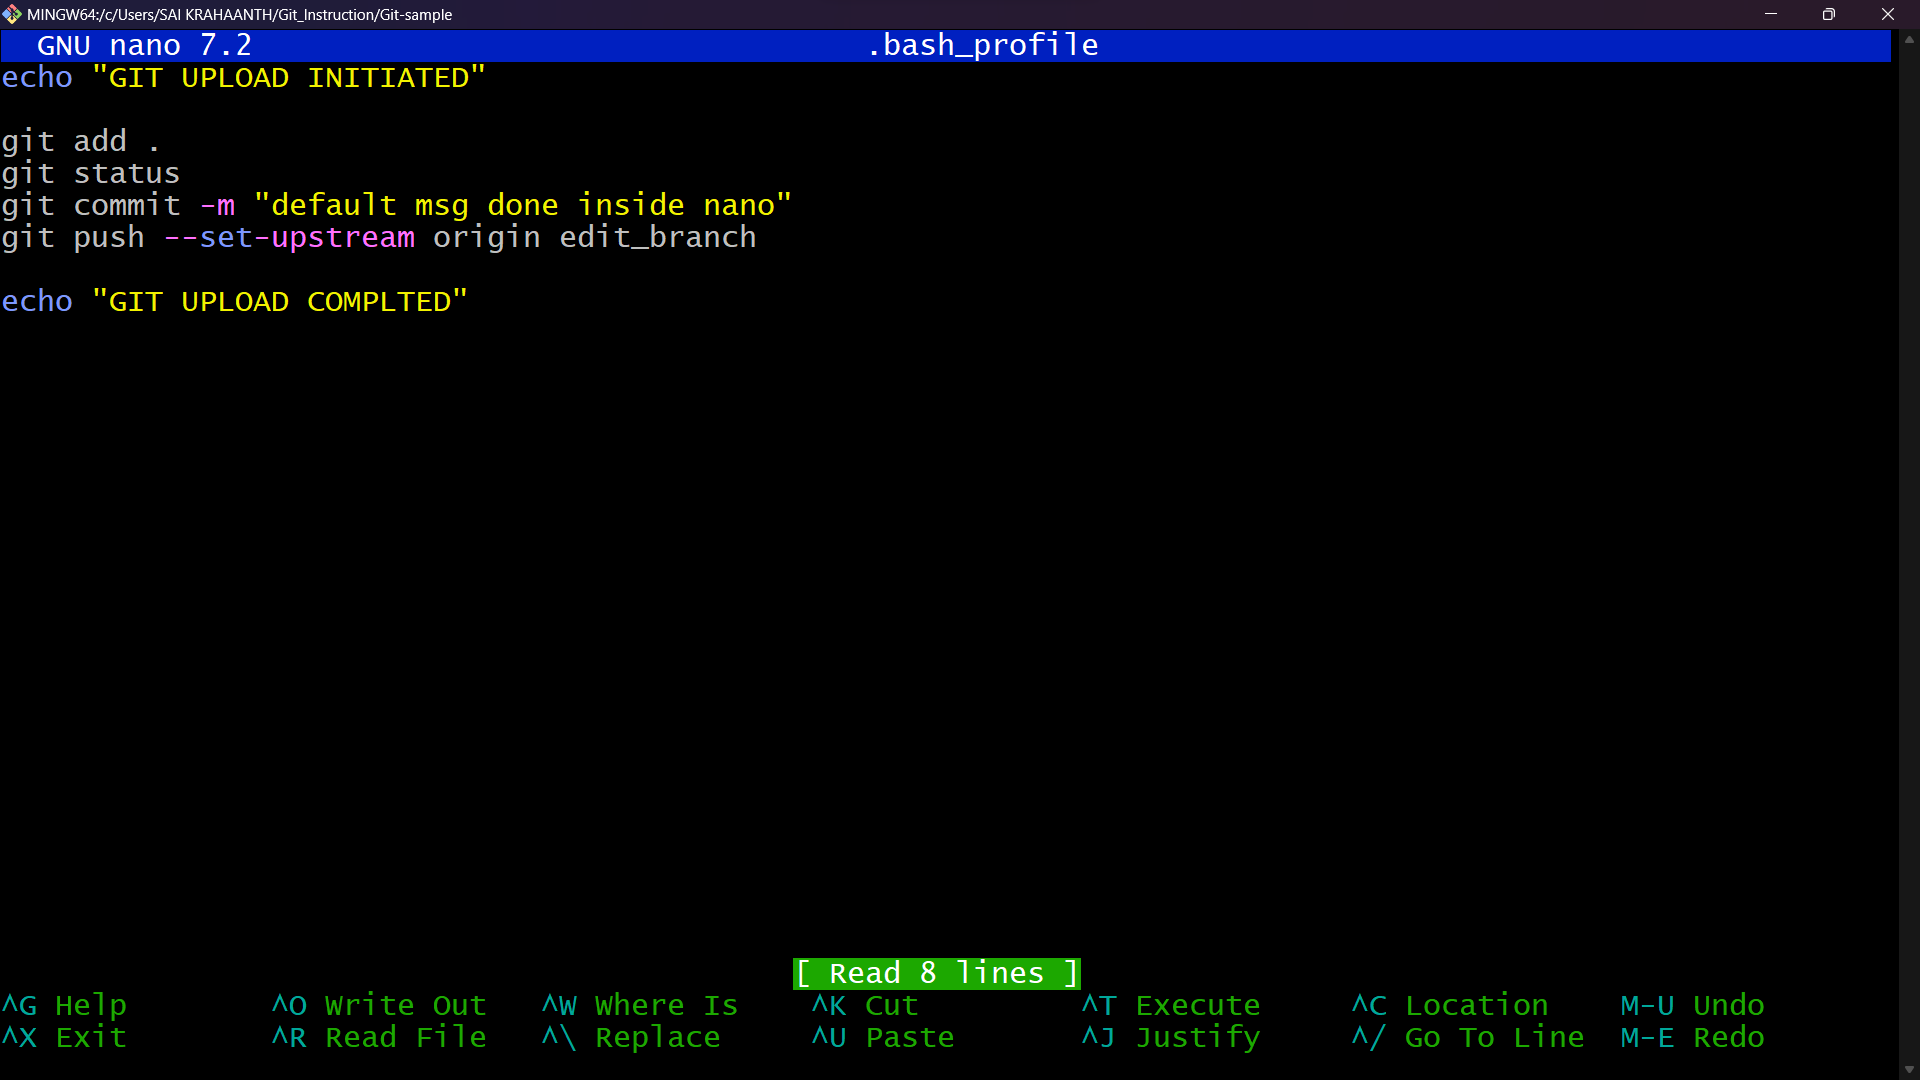 MINGW64:/c/Users/SAI KRAHAANTH/Git_Instruction/Git-sample
GNU nano 7.2 .bash_profile
echo "GIT UPLOAD INITIATED"
git add .
git status
git commit -m "default msg done inside nano"
git push --set-upstream origin edit_branch
echo "GIT UPLOAD COMPLTED"
[ Read 8 lines ]
^G Help ^O Write Out ^W Where Is ^K Cut ^T Execute ^C Location M-U Undo
^X Exit ^R Read File ^\ Replace ^U Paste ^J Justify ^/ Go To Line M-E Redo